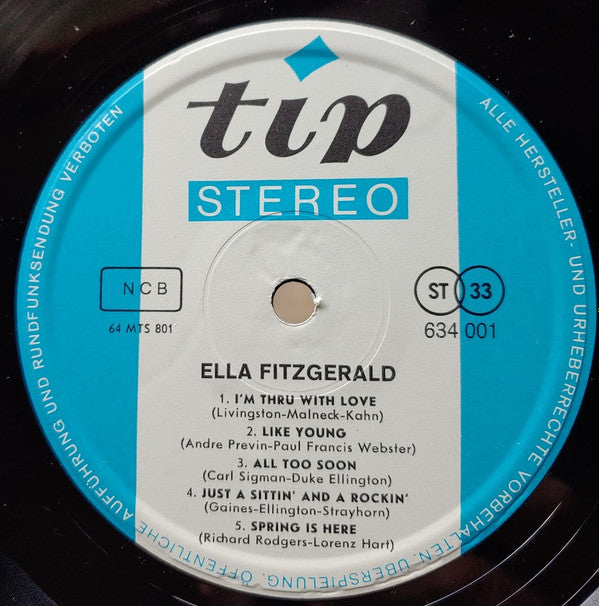 tip
STEREO
NCB
64 MTS 801
ST 33
634 001
ELLA FITZGERALD
1. I'M THRU WITH LOVE
(Livingston-Malneck-Kahn)
2. LIKE YOUNG
(Andre Previn-Paul Francis Webster)
3. ALL TOO SOON
(Carl Sigman-Duke Ellington)
4. JUST A SITTIN' AND A ROCKIN'
(Gaines-Ellington-Strayhorn)
5. SPRING IS HERE
(Richard Rodgers-Lorenz Hart)
ALLE HERSTELLER- UND URHEBERRECHTE VORBEHALTEN. ÜBERSPIELUNG, ÖFFENTLICHE AUFFÜHRUNG UND RUNDFUNKSENDUNG VERBOTEN